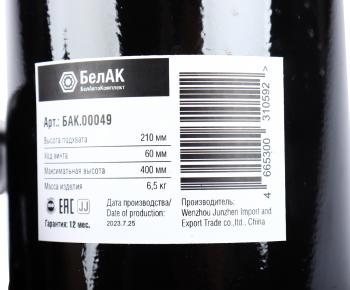 БелАК
БелАвтоКомплект
Арт.: БАК.00049
Высота подхвата 210 мм
Ход винта 60 мм
Максимальная высота 400 мм
Масса изделия 6,5 кг
EAC
Гарантия: 12 мес.
Дата производства/
Date of production:
2023.7.25
Производитель:
Wenzhou Junzhen Import and
Export Trade co.,ltd., China
4 665300 310592 >